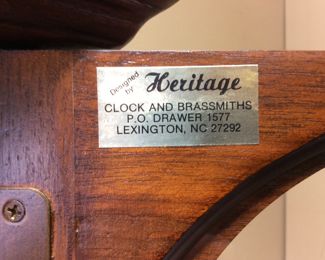 Designed
by
Heritage
CLOCK AND BRASSMITHS
P.O. DRAWER 1577
LEXINGTON, NC 27292